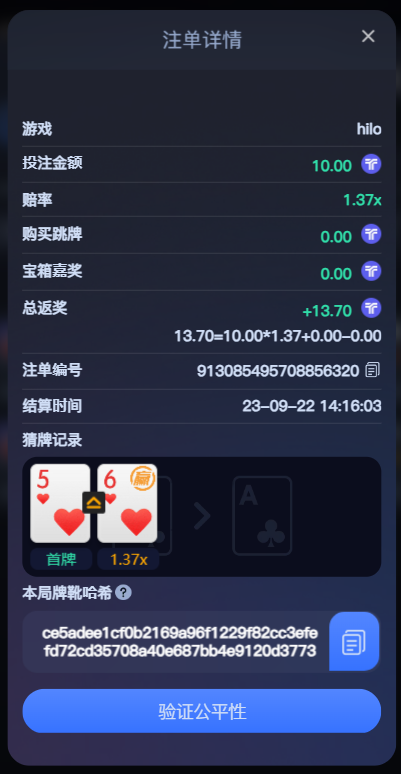 注单详情
游戏 hilo
投注金额 10.00
赔率 1.37x
购买跳牌 0.00
宝箱嘉奖 0.00
总返奖 +13.70
13.70=10.00*1.37+0.00-0.00
注单编号 913085495708856320
结算时间 23-09-22 14:16:03
猜牌记录
5 6 赢 A
首牌 1.37x
本局牌靴哈希 ?
ce5adee1cf0b2169a96f1229f82cc3efe
fd72cd35708a40e687bb4e9120d3773
验证公平性